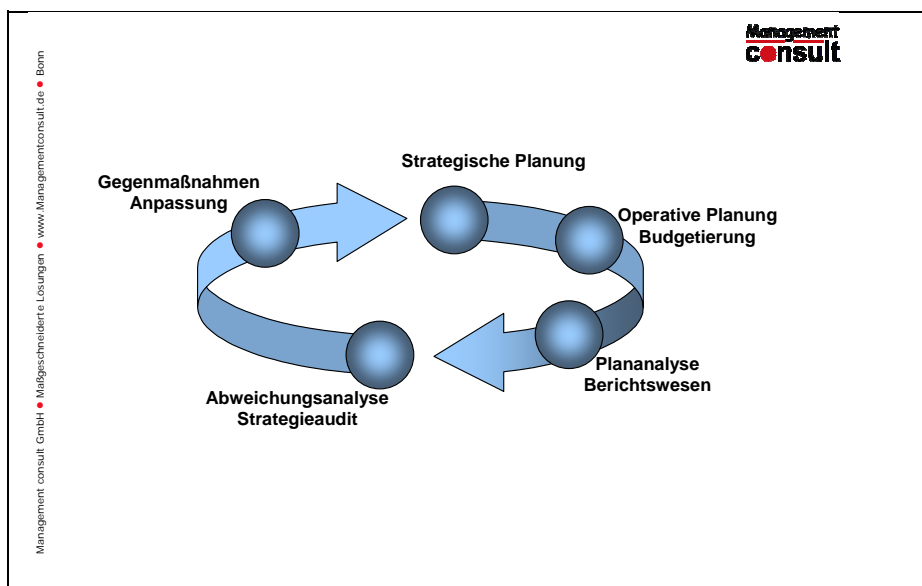 Management
consult
Strategische Planung
Gegenmaßnahmen
Anpassung
Operative Planung
Budgetierung
Plananalyse
Berichtswesen
Abweichungsanalyse
Strategieaudit
Management consult GmbH ● Maßgeschneiderte Lösungen ● www.Managementconsult.de ● Bonn